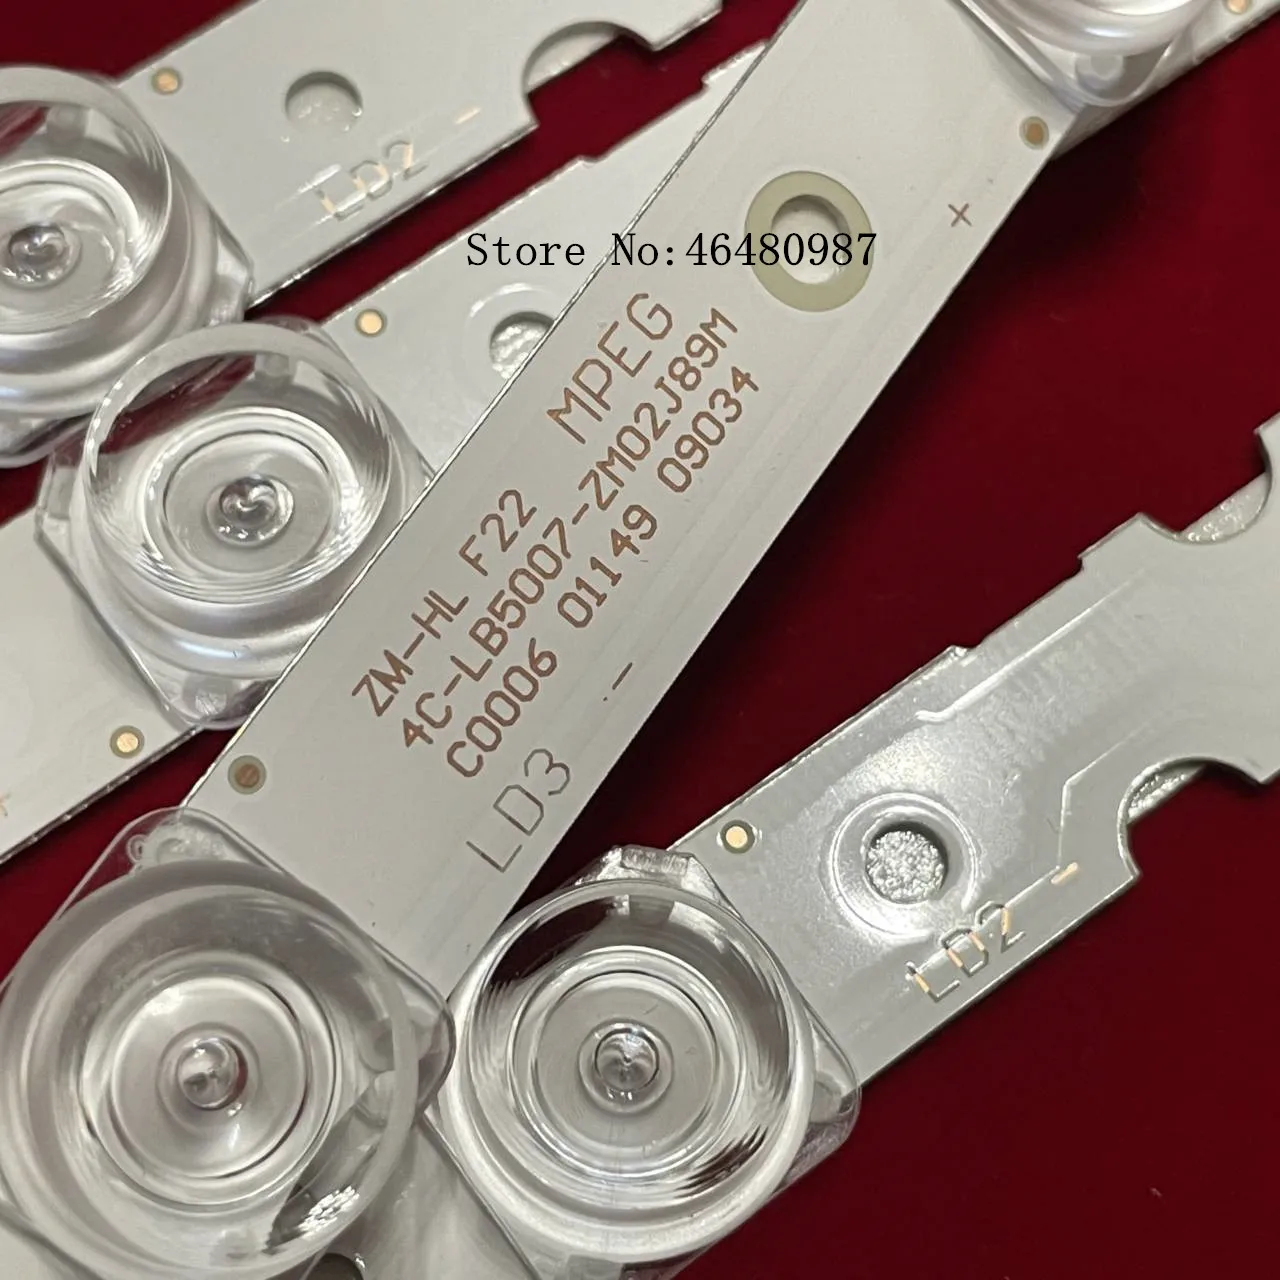 LD2
Store No:46480987
+
MPEG
ZM-HL F22
4C-LB5007-ZM02J89M
C0006 01149 09034
-
LD3
LD2
-
+